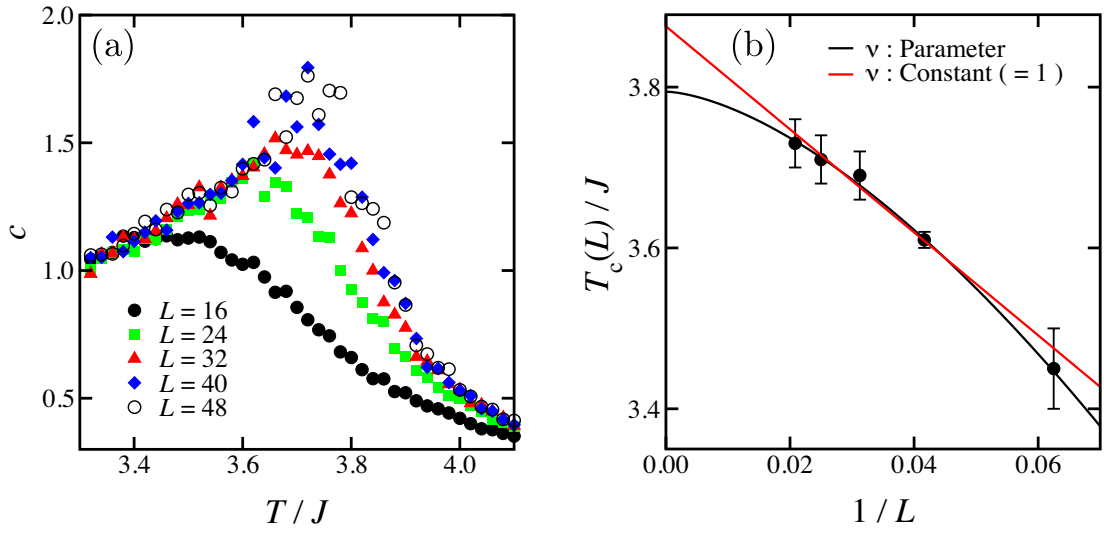 (a)
2.0
1.5
1.0
0.5
c
L = 16
L = 24
L = 32
L = 40
L = 48
3.4 3.6 3.8 4.0
T / J
(b)
ν : Parameter
ν : Constant ( = 1 )
3.8
3.6
3.4
T_c(L) / J
0.00 0.02 0.04 0.06
1 / L